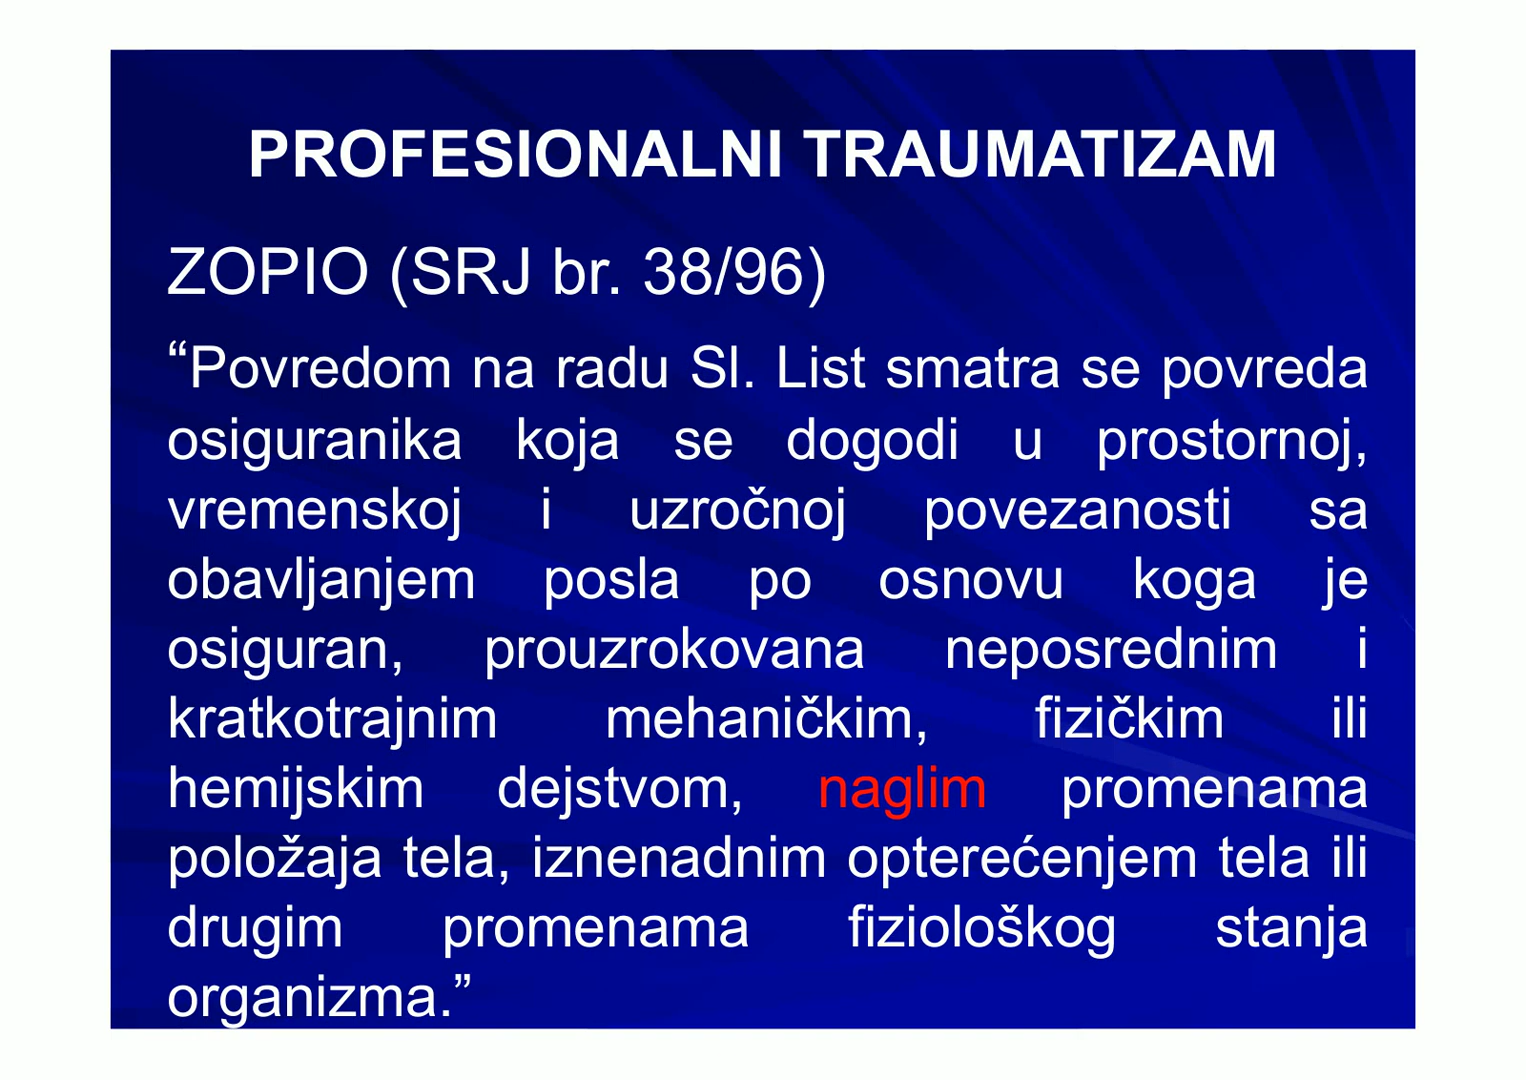 PROFESIONALNI TRAUMATIZAM
ZOPIO (SRJ br. 38/96)
“Povredom na radu Sl. List smatra se povreda
osiguranika koja se dogodi u prostornoj,
vremenskoj i uzročnoj povezanosti sa
obavljanjem posla po osnovu koga je
osiguran, prouzrokovana neposrednim i
kratkotrajnim mehaničkim, fizičkim ili
hemijskim dejstvom, naglim promenama
položaja tela, iznenadnim opterećenjem tela ili
drugim promenama fiziološkog stanja
organizma.”